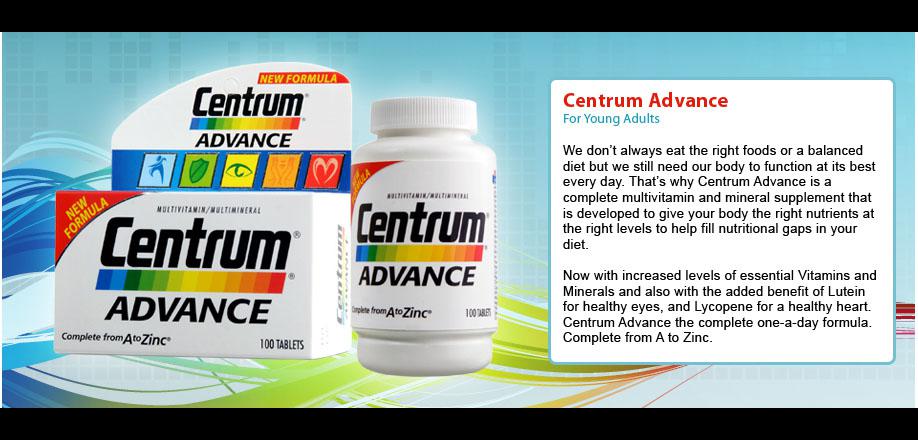 NEW FORMULA
Centrum®
ADVANCE
NEW
FORMULA
MULTIVITAMIN/MULTIMINERAL
Centrum®
ADVANCE
Complete from A to Zinc®
100 TABLETS
Centrum
MULTIVITAMIN/MULTIMINERAL
Centrum®
ADVANCE
Complete from A to Zinc®
100 TABLETS
Centrum Advance
For Young Adults
We don't always eat the right foods or a balanced
diet but we still need our body to function at its best
every day. That's why Centrum Advance is a
complete multivitamin and mineral supplement that
is developed to give your body the right nutrients at
the right levels to help fill nutritional gaps in your
diet.
Now with increased levels of essential Vitamins and
Minerals and also with the added benefit of Lutein
for healthy eyes, and Lycopene for a healthy heart.
Centrum Advance the complete one-a-day formula.
Complete from A to Zinc.